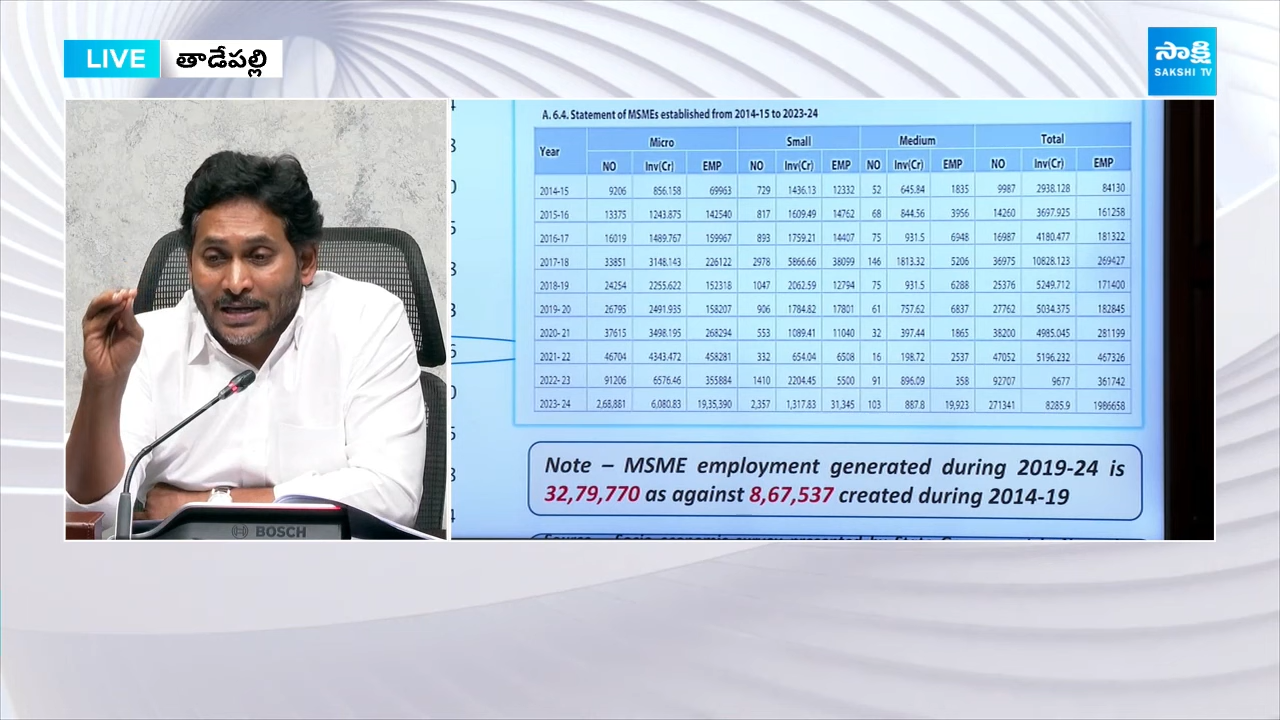 LIVE
తాడేపల్లి
సాక్షి
SAKSHI TV
A. 6.4. Statement of MSMEs established from 2014-15 to 2023-24
Year Micro Small Medium Total
NO Inv(Cr) EMP NO Inv(Cr) EMP NO Inv(Cr) EMP NO Inv(Cr) EMP
2014-15 9206 856.158 69963 729 1436.13 12332 52 645.84 1835 9987 2938.128 84130
2015-16 13375 1243.875 142540 817 1609.49 14762 68 844.56 3956 14260 3697.925 161258
2016-17 16019 1489.767 159967 893 1759.21 14407 75 931.5 6948 16987 4180.477 181322
2017-18 33851 3148.143 226122 2978 5866.66 38099 146 1813.32 5206 36975 10828.123 269427
2018-19 24254 2255.622 152318 1047 2062.59 12794 75 931.5 6288 25376 5249.712 171400
2019-20 26795 2491.935 158207 906 1784.82 17801 61 757.62 6837 27762 5034.375 182845
2020-21 37615 3498.195 268294 553 1089.41 11040 32 397.44 1865 38200 4985.045 281199
2021-22 46704 4343.472 458281 332 654.04 6508 16 198.72 2537 47052 5196.232 467326
2022-23 91206 6576.46 355884 1410 2204.45 5500 91 896.09 358 92707 9677 361742
2023-24 2,68,881 6,080.83 19,35,390 2,357 1,317.83 31,345 103 887.8 19,923 271341 8285.9 1986658
Note – MSME employment generated during 2019-24 is
32,79,770 as against 8,67,537 created during 2014-19
BOSCH